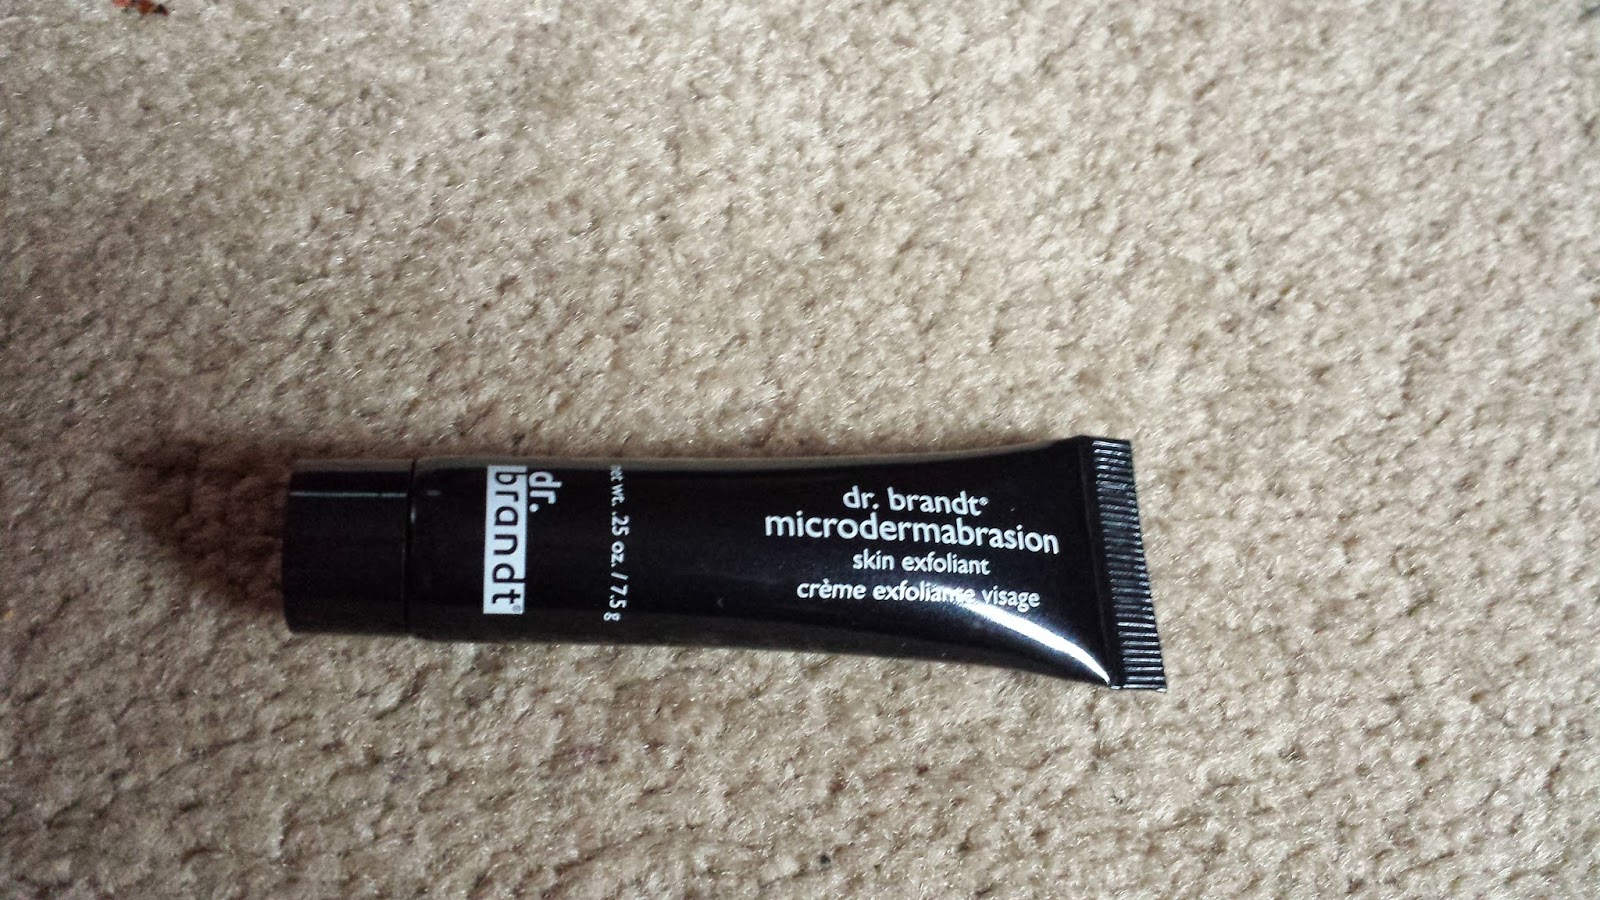 dr. brandt®
microdermabrasion
skin exfoliant
crème exfoliante visage
dr.
brandt®
net wt. .25 oz. / 7.5 g